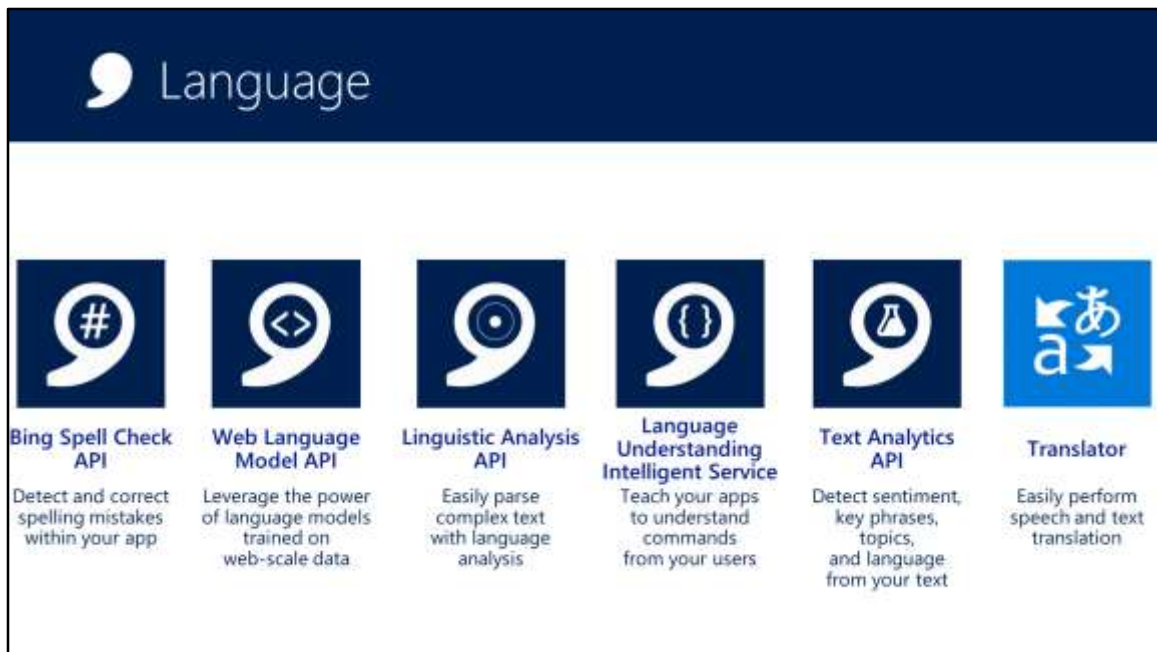 Language
#
<>
{ }
あ
a
Bing Spell Check
API
Detect and correct
spelling mistakes
within your app
Web Language
Model API
Leverage the power
of language models
trained on
web-scale data
Linguistic Analysis
API
Easily parse
complex text
with language
analysis
Language
Understanding
Intelligent Service
Teach your apps
to understand
commands
from your users
Text Analytics
API
Detect sentiment,
key phrases,
topics,
and language
from your text
Translator
Easily perform
speech and text
translation